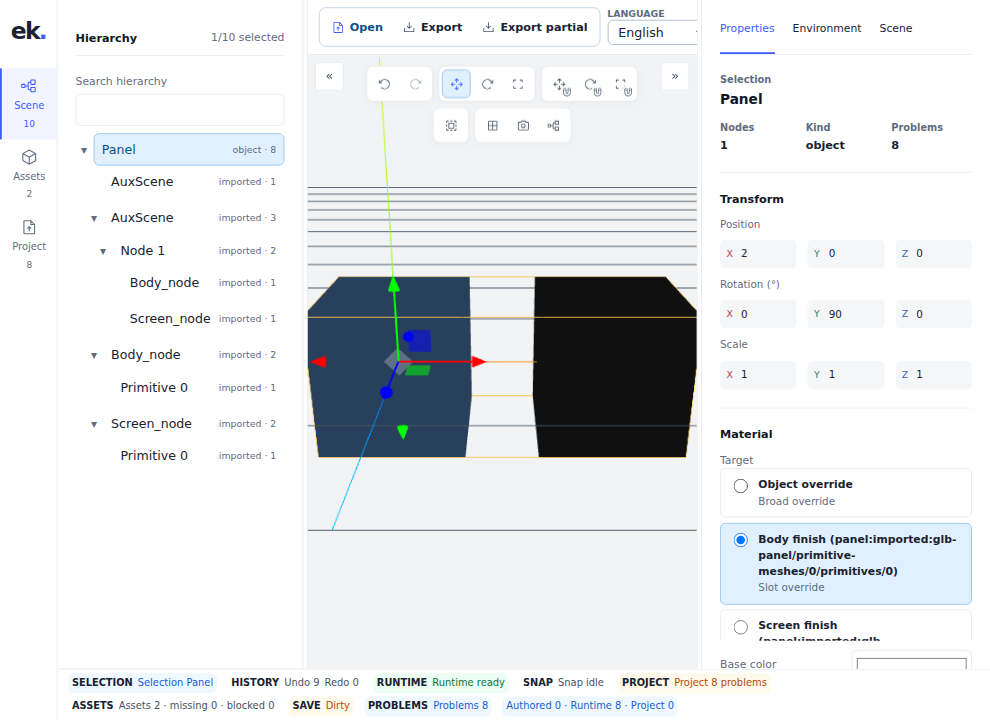 ek.
Scene
10
Assets
2
Project
8
Hierarchy
1/10 selected
Search hierarchy
▼ Panel object · 8
AuxScene imported · 1
▼ AuxScene imported · 3
▼ Node 1 imported · 2
Body_node imported · 1
Screen_node imported · 1
▼ Body_node imported · 2
Primitive 0 imported · 1
▼ Screen_node imported · 2
Primitive 0 imported · 1
Open Export Export partial
LANGUAGE
English
«
»
Properties Environment Scene
Selection
Panel
Nodes Kind Problems
1 object 8
Transform
Position
X 2 Y 0 Z 0
Rotation (°)
X 0 Y 90 Z 0
Scale
X 1 Y 1 Z 1
Material
Target
Object override
Broad override
Body finish (panel:imported:glb-
panel/primitive-
meshes/0/primitives/0)
Slot override
Screen finish
(panel:imported:glb-
Base color
SELECTION Selection Panel HISTORY Undo 9 Redo 0 RUNTIME Runtime ready SNAP Snap idle PROJECT Project 8 problems
ASSETS Assets 2 · missing 0 · blocked 0 SAVE Dirty PROBLEMS Problems 8 Authored 0 · Runtime 8 · Project 0